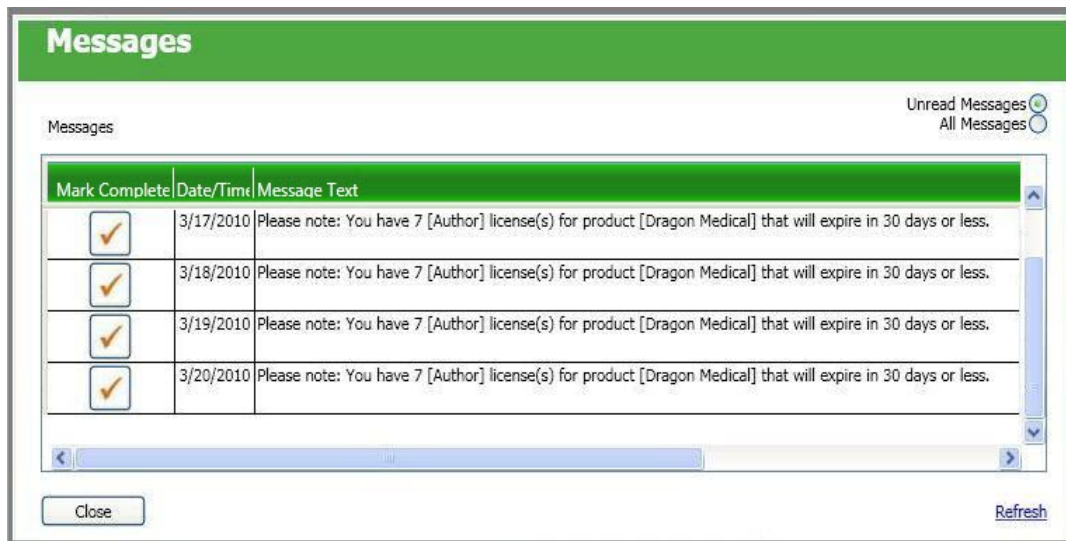 Messages
Unread Messages
All Messages
Messages
Mark Complete Date/Time Message Text
3/17/2010 Please note: You have 7 [Author] license(s) for product [Dragon Medical] that will expire in 30 days or less.
3/18/2010 Please note: You have 7 [Author] license(s) for product [Dragon Medical] that will expire in 30 days or less.
3/19/2010 Please note: You have 7 [Author] license(s) for product [Dragon Medical] that will expire in 30 days or less.
3/20/2010 Please note: You have 7 [Author] license(s) for product [Dragon Medical] that will expire in 30 days or less.
Close
Refresh